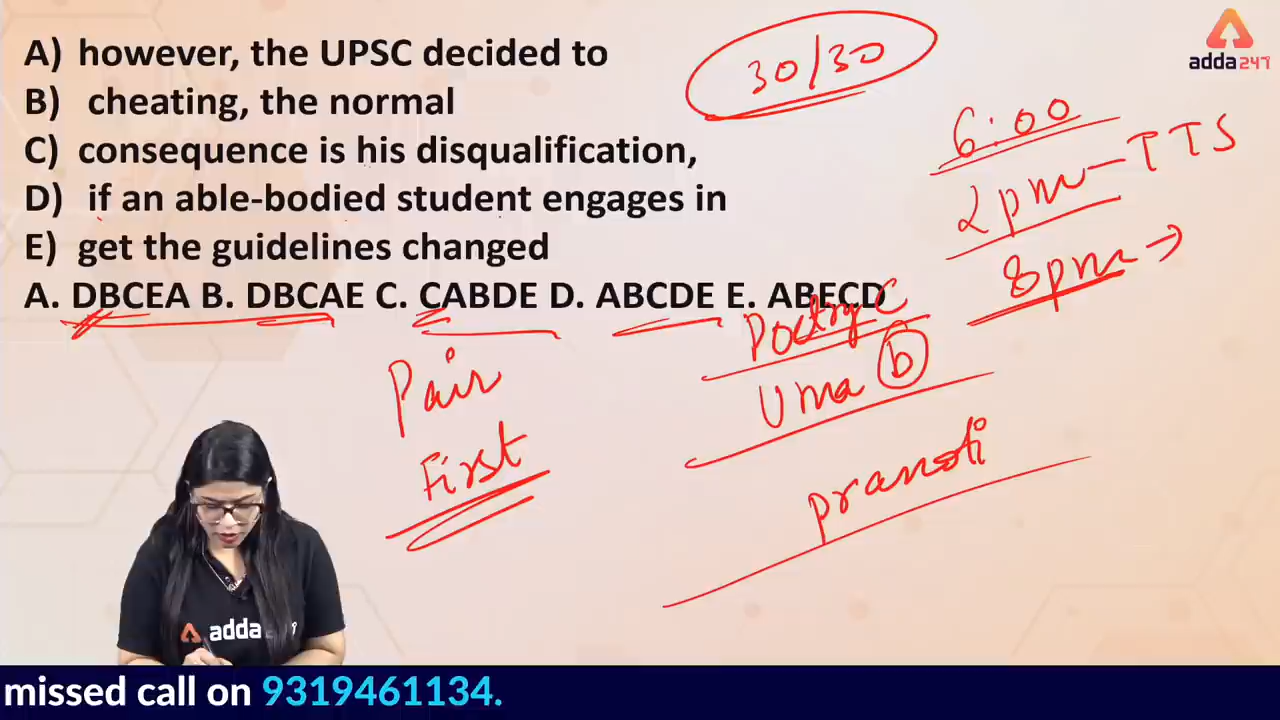 A) however, the UPSC decided to
B) cheating, the normal
C) consequence is his disqualification,
D) if an able-bodied student engages in
E) get the guidelines changed
A. DBCEA B. DBCAE C. CABDE D. ABCDE E. ABECD
30/30
adda247
6:00
2pm-TTS
8pm →
Poetry C
Uma b
pranoti
Pair
First
adda247
missed call on 9319461134.